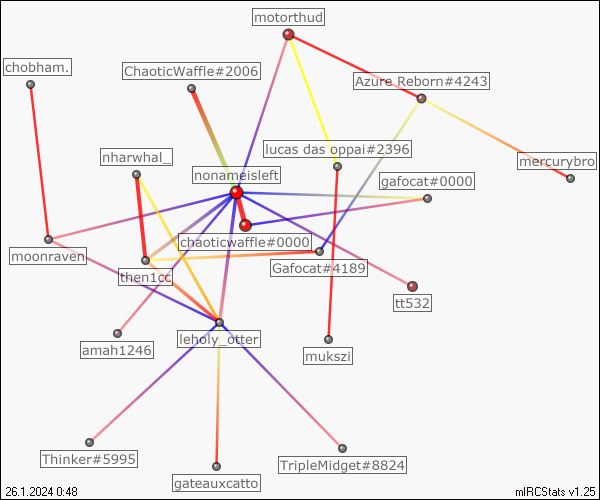 motorthud
chobham.
ChaoticWaffle#2006
Azure Reborn#4243
nharwhal_
lucas das oppai#2396
mercurybro
nonameisleft
gafocat#0000
chaoticwaffle#0000
moonraven
then1cc
Gafocat#4189
tt532
amah1246
leholy_otter
mukszi
Thinker#5995
TripleMidget#8824
gateauxcatto
26.1.2024 0:48
mIRCStats v1.25